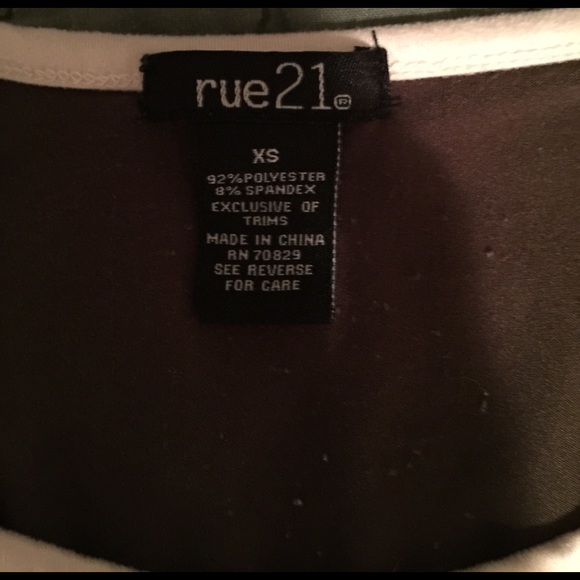 rue21®
XS
92%POLYESTER
8% SPANDEX
EXCLUSIVE OF
TRIMS
MADE IN CHINA
RN 70829
SEE REVERSE
FOR CARE